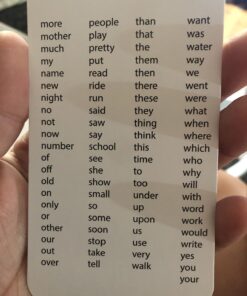 more
mother
much
my
name
new
night
no
not
now
number
of
off
old
on
only
or
other
our
out
over
people
play
pretty
put
read
ride
run
said
saw
say
school
see
she
show
small
so
some
soon
stop
take
tell
than
that
the
them
then
there
these
they
thing
think
this
time
to
too
under
up
upon
us
use
very
walk
want
was
water
way
we
went
were
what
when
where
which
who
why
will
with
word
work
would
write
yes
you
your